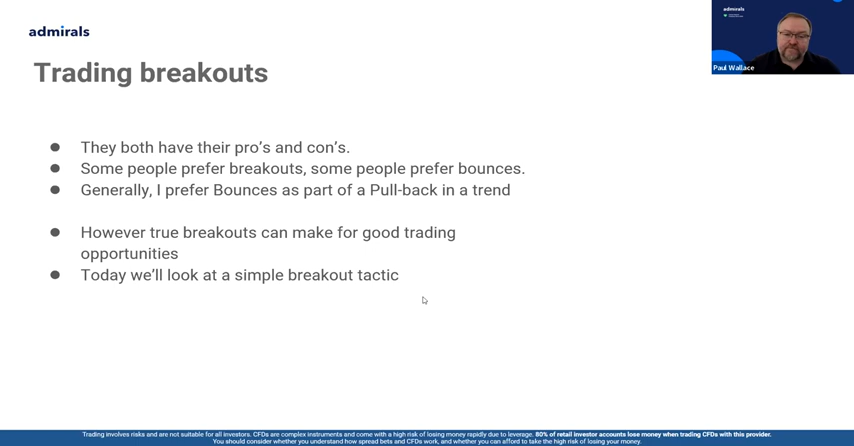 admirals
admirals
Paul Wallace
Trading breakouts
They both have their pro's and con's.
Some people prefer breakouts, some people prefer bounces.
Generally, I prefer Bounces as part of a Pull-back in a trend
However true breakouts can make for good trading
opportunities
Today we'll look at a simple breakout tactic
Trading involves risks and are not suitable for all investors. CFDs are complex instruments and come with a high risk of losing money rapidly due to leverage. 80% of retail investor accounts lose money when trading CFDs with this provider.
You should consider whether you understand how spread bets and CFDs work, and whether you can afford to take the high risk of losing your money.